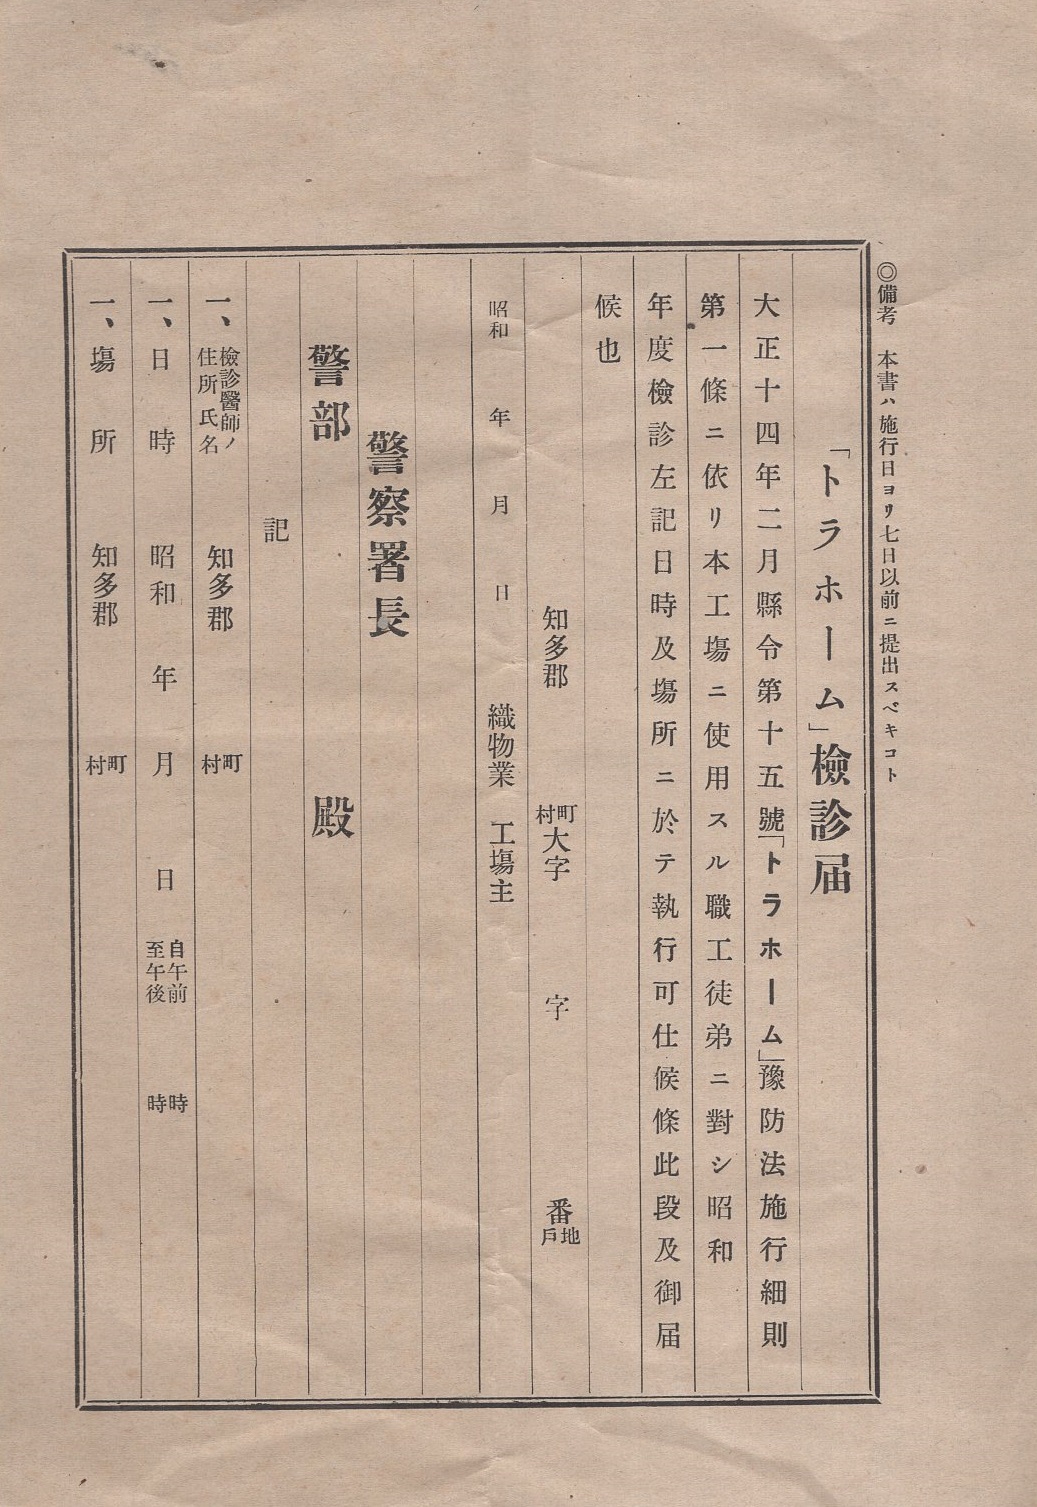 ◎備考 本書ハ施行日ヨリ七日以前ニ提出スベキコト
「トラホーム」檢診届
大正十四年二月縣令第十五號「トラホーム」豫防法施行細則
第一條ニ依リ本工塲ニ使用スル職工徒弟ニ對シ昭和
年度檢診左記日時及塲所ニ於テ執行可仕候條此段及御届
候也
知多郡 町村大字 字 番地戶
昭和 年 月 日 織物業 工塲主
警察署長
警部 殿
記
一、檢診醫師ノ住所氏名 知多郡 町村
一、日時 昭和 年 月 日 自午前至午後 時時
一、塲所 知多郡 町村